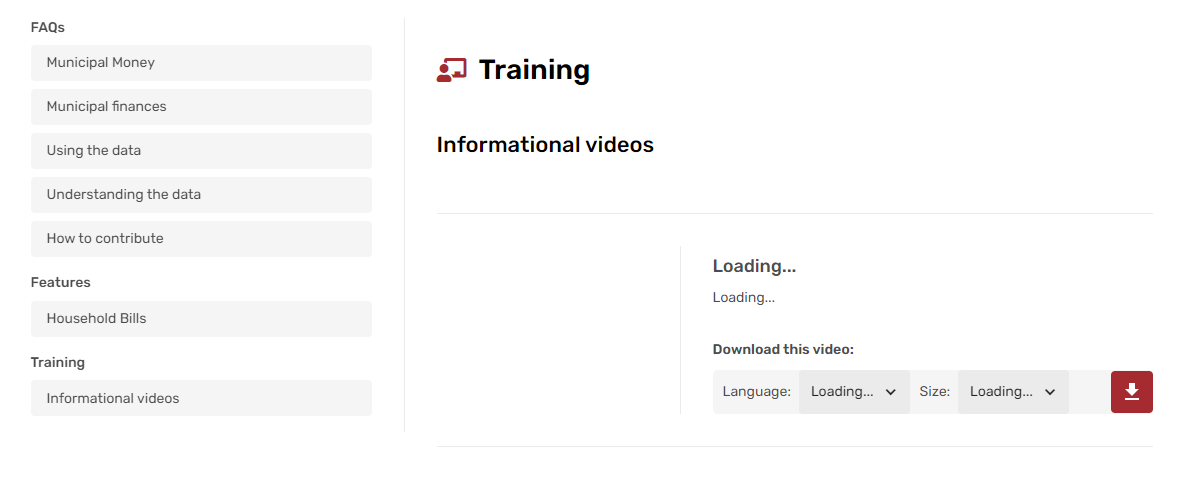 FAQs
Municipal Money
Municipal finances
Using the data
Understanding the data
How to contribute
Features
Household Bills
Training
Informational videos
Training
Informational videos
Loading...
Loading...
Download this video:
Language: Loading... Size: Loading...